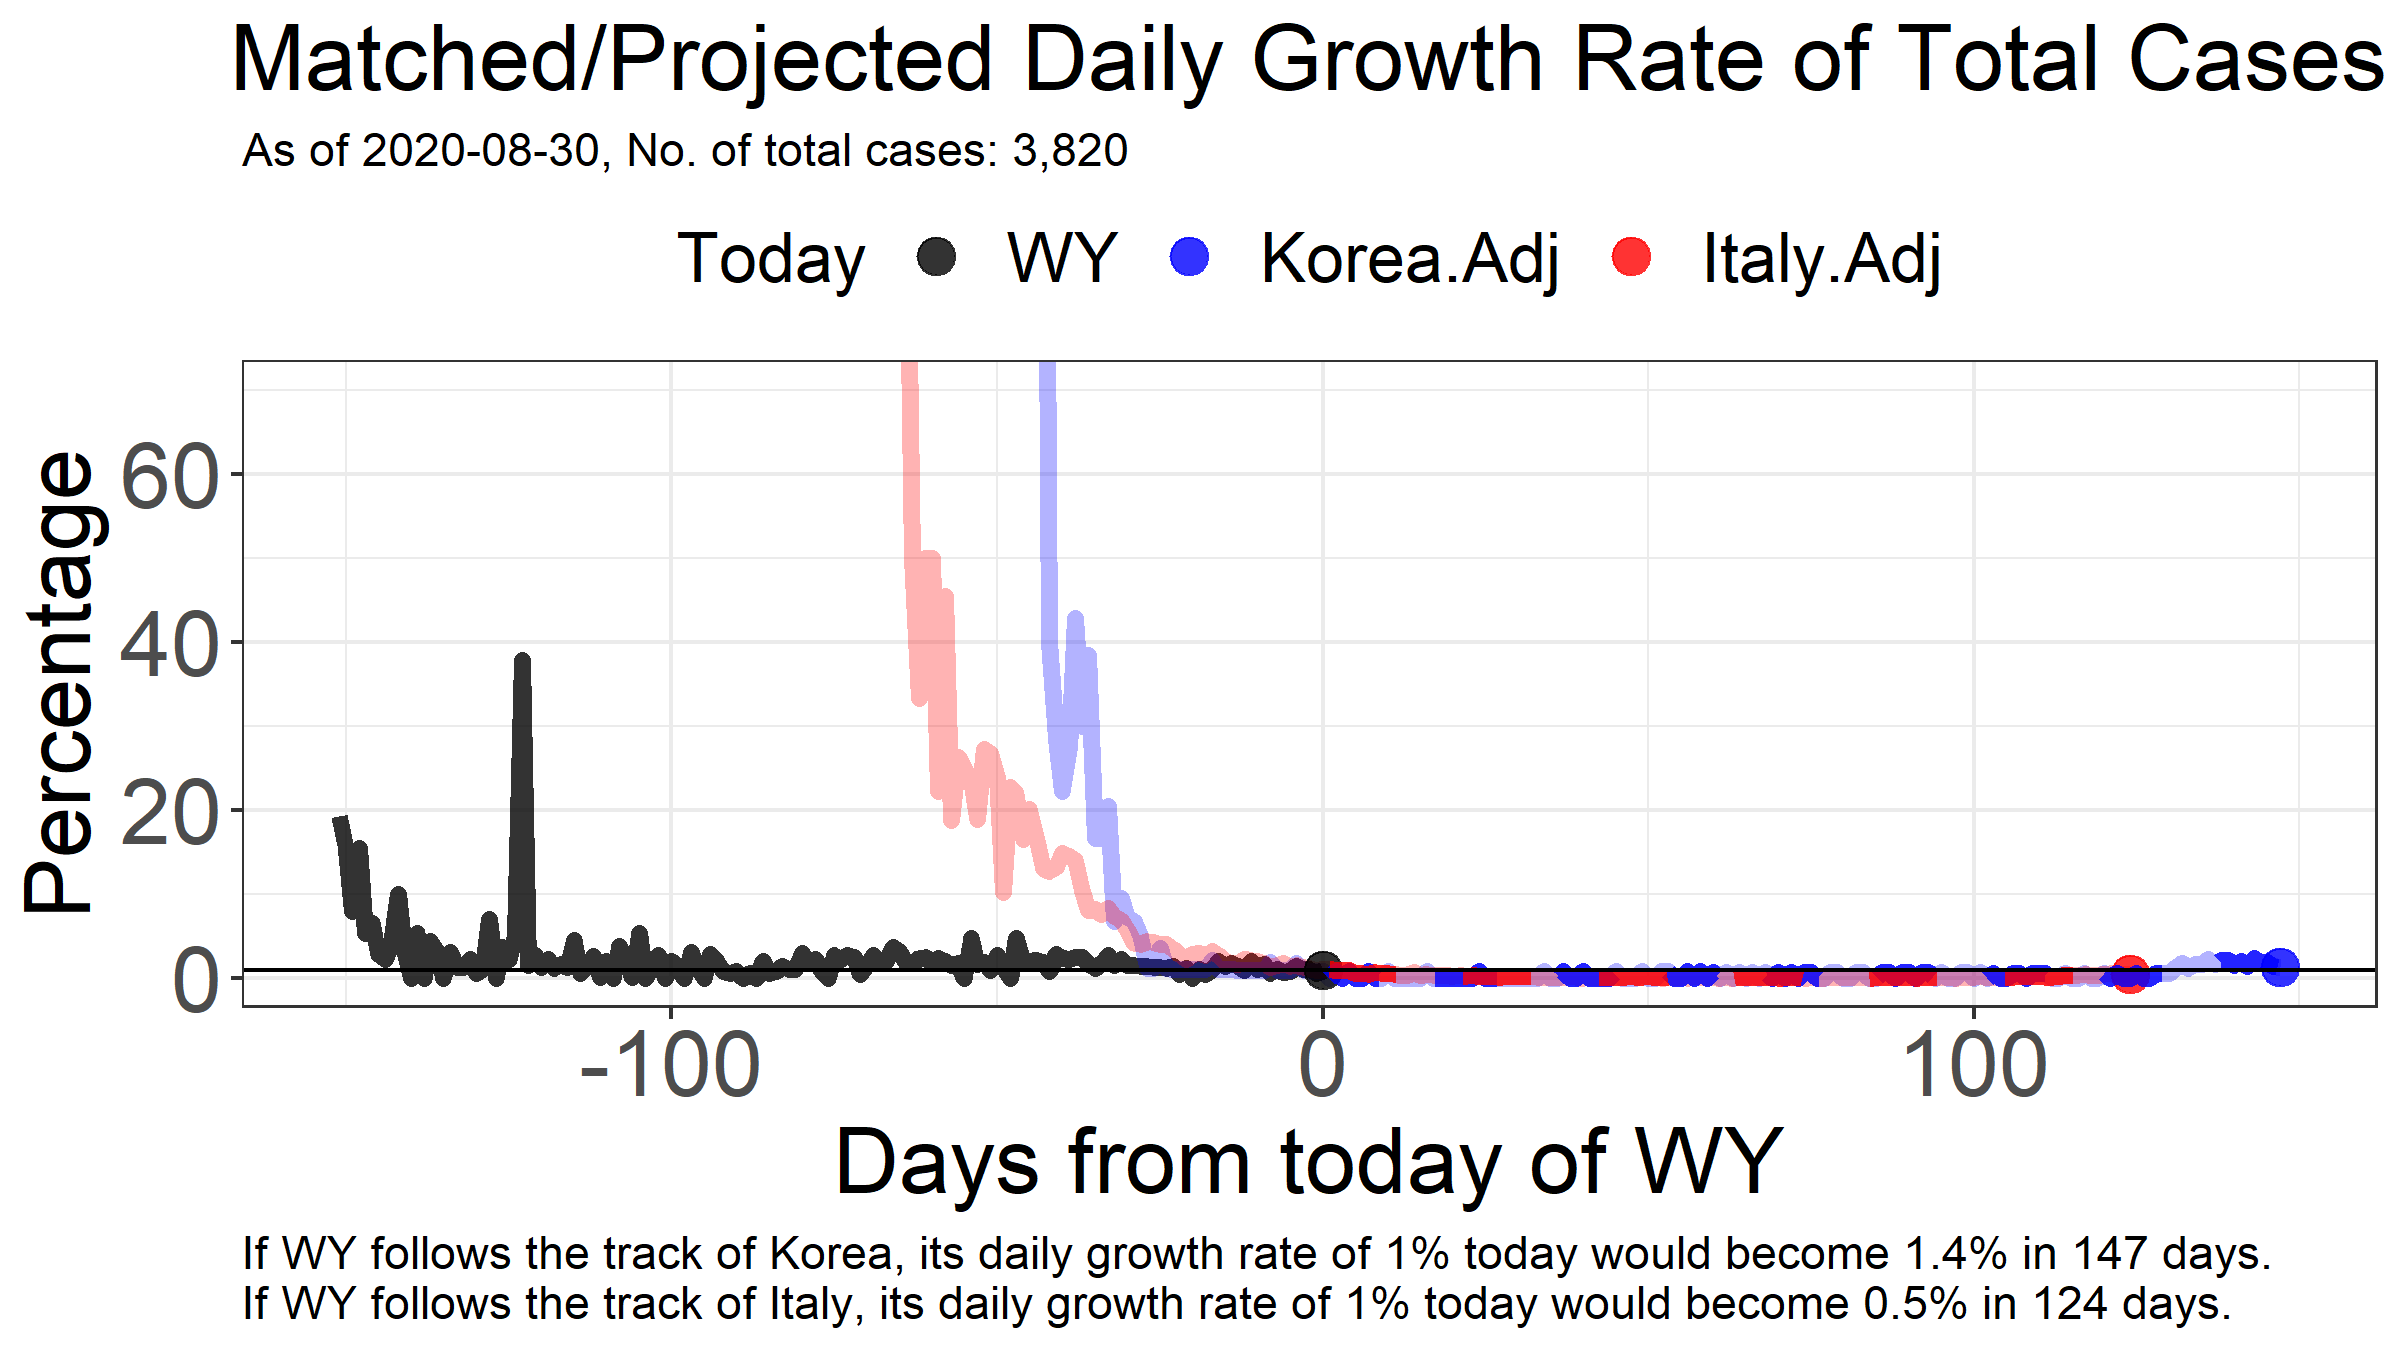 Matched/Projected Daily Growth Rate of Total Cases
As of 2020-08-30, No. of total cases: 3,820
Today WY Korea.Adj Italy.Adj
Percentage
60
40
20
0
-100 0 100
Days from today of WY
If WY follows the track of Korea, its daily growth rate of 1% today would become 1.4% in 147 days.
If WY follows the track of Italy, its daily growth rate of 1% today would become 0.5% in 124 days.